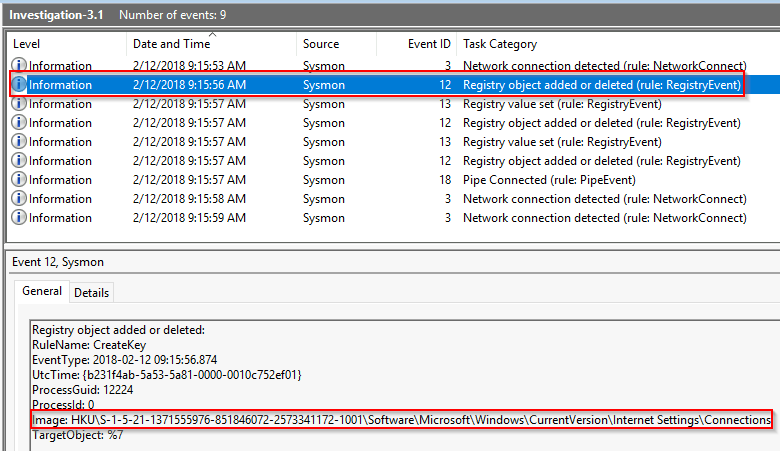 Investigation-3.1 Number of events: 9
Level Date and Time Source Event ID Task Category
Information 2/12/2018 9:15:53 AM Sysmon 3 Network connection detected (rule: NetworkConnect)
Information 2/12/2018 9:15:56 AM Sysmon 12 Registry object added or deleted (rule: RegistryEvent)
Information 2/12/2018 9:15:57 AM Sysmon 13 Registry value set (rule: RegistryEvent)
Information 2/12/2018 9:15:57 AM Sysmon 12 Registry object added or deleted (rule: RegistryEvent)
Information 2/12/2018 9:15:57 AM Sysmon 13 Registry value set (rule: RegistryEvent)
Information 2/12/2018 9:15:57 AM Sysmon 12 Registry object added or deleted (rule: RegistryEvent)
Information 2/12/2018 9:15:57 AM Sysmon 18 Pipe Connected (rule: PipeEvent)
Information 2/12/2018 9:15:58 AM Sysmon 3 Network connection detected (rule: NetworkConnect)
Information 2/12/2018 9:15:59 AM Sysmon 3 Network connection detected (rule: NetworkConnect)
Event 12, Sysmon
General Details
Registry object added or deleted:
RuleName: CreateKey
EventType: 2018-02-12 09:15:56.874
UtcTime: {b231f4ab-5a53-5a81-0000-0010c752ef01}
ProcessGuid: 12224
ProcessId: 0
Image: HKU\S-1-5-21-1371555976-851846072-2573341172-1001\Software\Microsoft\Windows\CurrentVersion\Internet Settings\Connections
TargetObject: %7